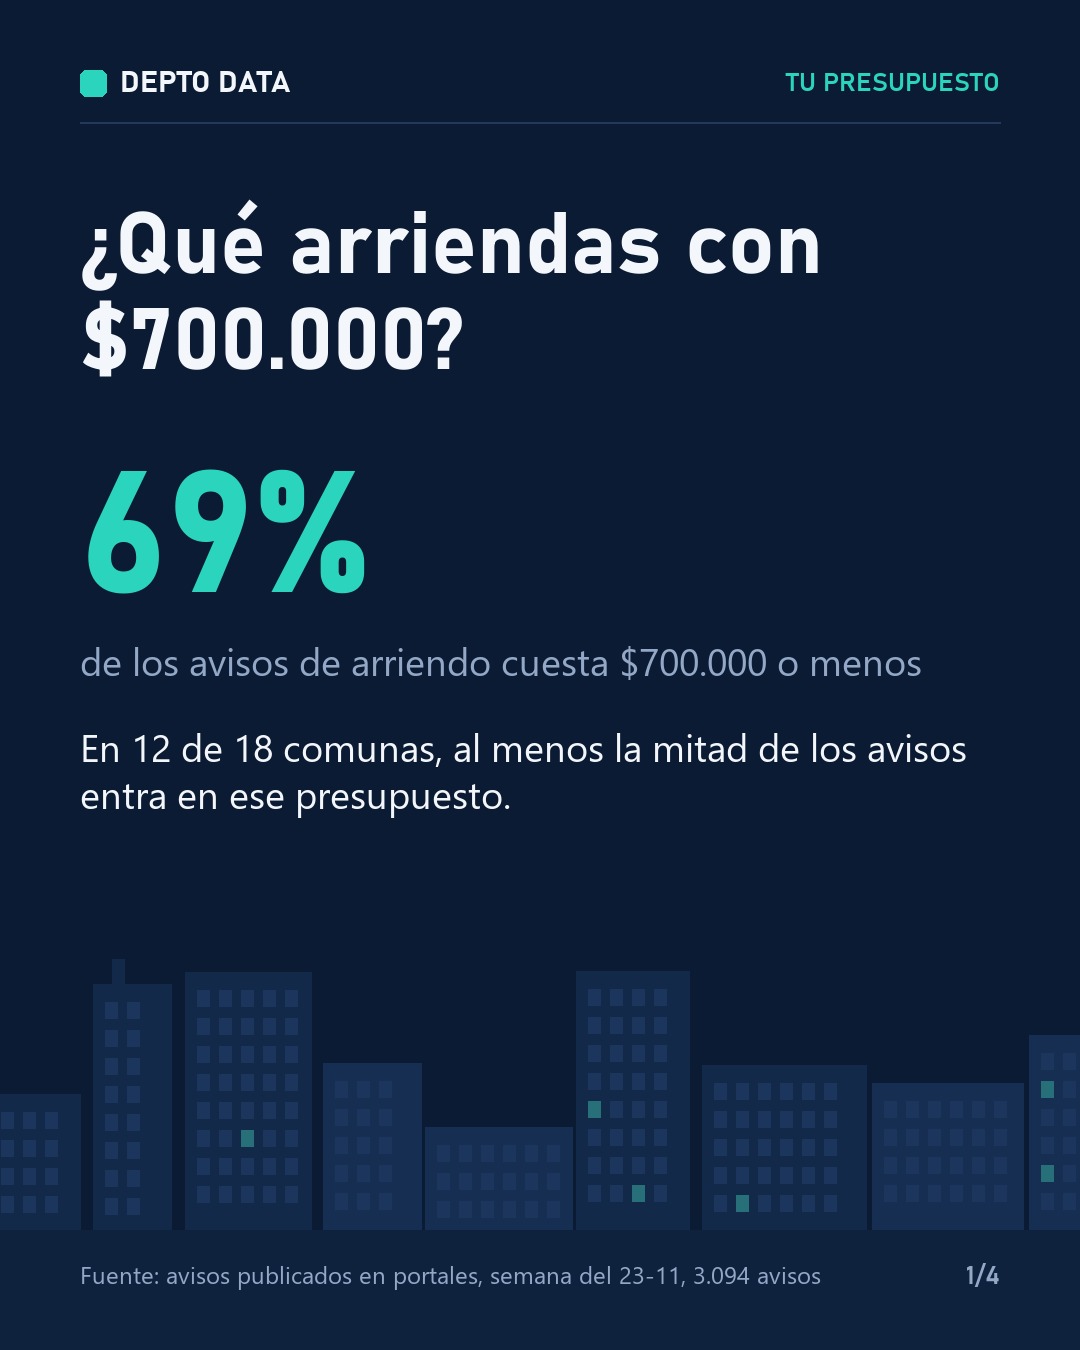 DEPTO DATA
TU PRESUPUESTO
¿Qué arriendas con
$700.000?
69%
de los avisos de arriendo cuesta $700.000 o menos
En 12 de 18 comunas, al menos la mitad de los avisos
entra en ese presupuesto.
Fuente: avisos publicados en portales, semana del 23-11, 3.094 avisos
1/4